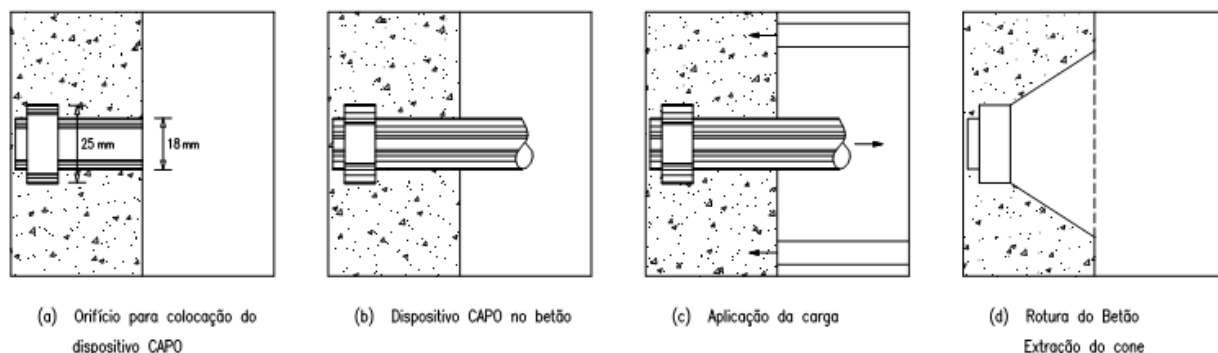 25 mm
18 mm
(a) Orifício para colocação do
dispositivo CAPO
(b) Dispositivo CAPO no betão
(c) Aplicação da carga
(d) Rotura do Betão
Extração do cone